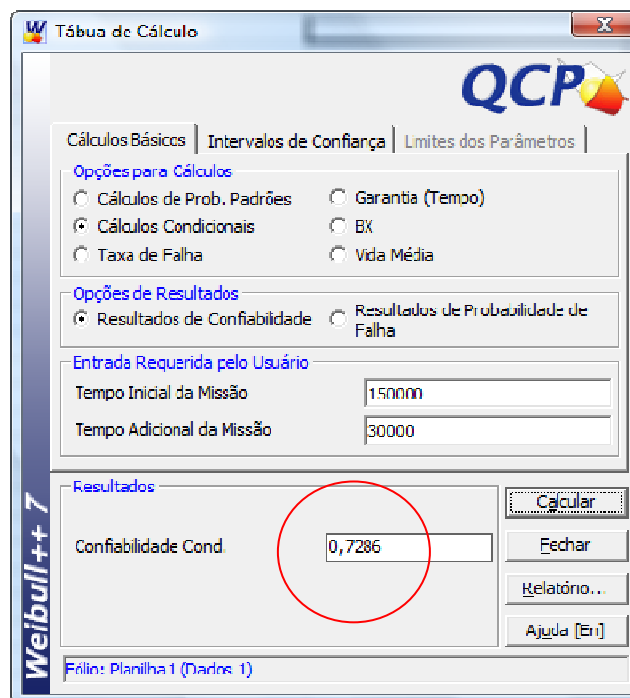 Tábua de Cálculo
QCP
Cálculos Básicos
Intervalos de Confiança
Limites dos Parâmetros
Opções para Cálculos
Cálculos de Prob. Padrões
Garantia (Tempo)
Cálculos Condicionais
BX
Taxa de Falha
Vida Média
Opções de Resultados
Resultados de Confiabilidade
Resultados de Probabilidade de
Falha
Entrada Requerida pelo Usuário
Tempo Inicial da Missão
150000
Tempo Adicional da Missão
30000
Resultados
Confiabilidade Cond.
0,7286
Calcular
Fechar
Relatório...
Ajuda [En]
Weibull++ 7
Fólio: Planilha1 (Dados 1)